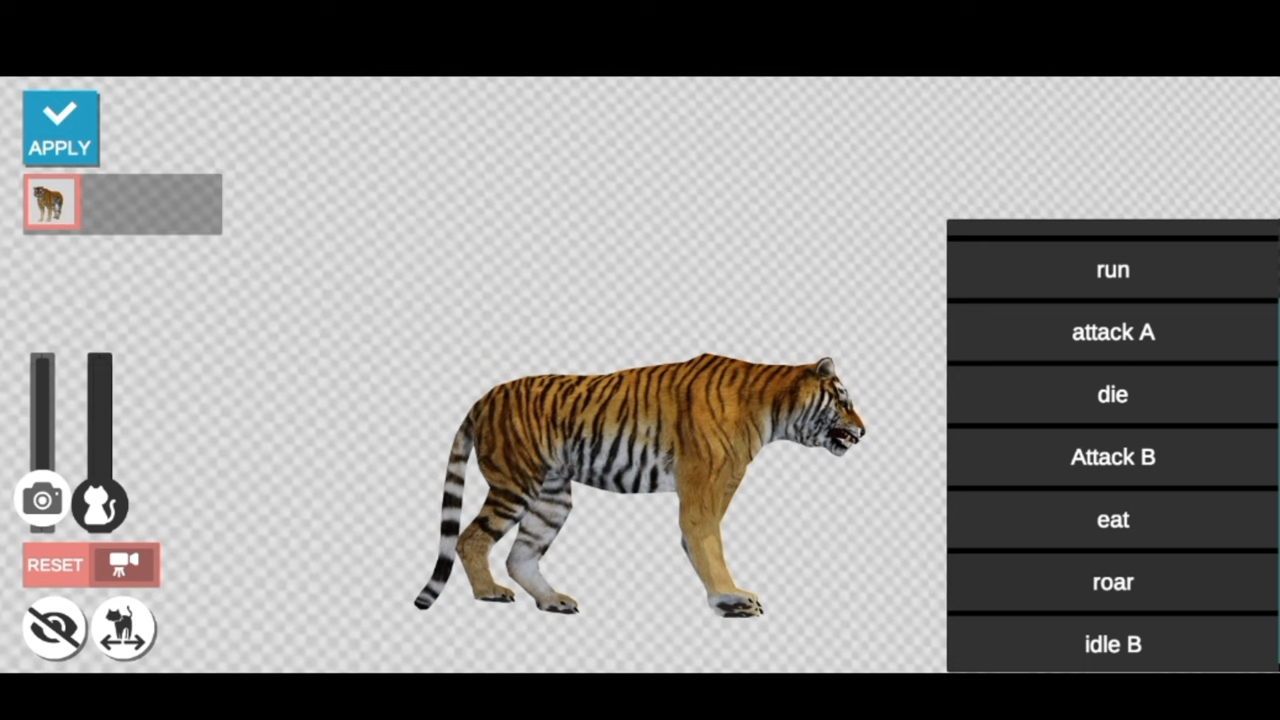 APPLY
run
attack A
die
Attack B
eat
roar
idle B
RESET